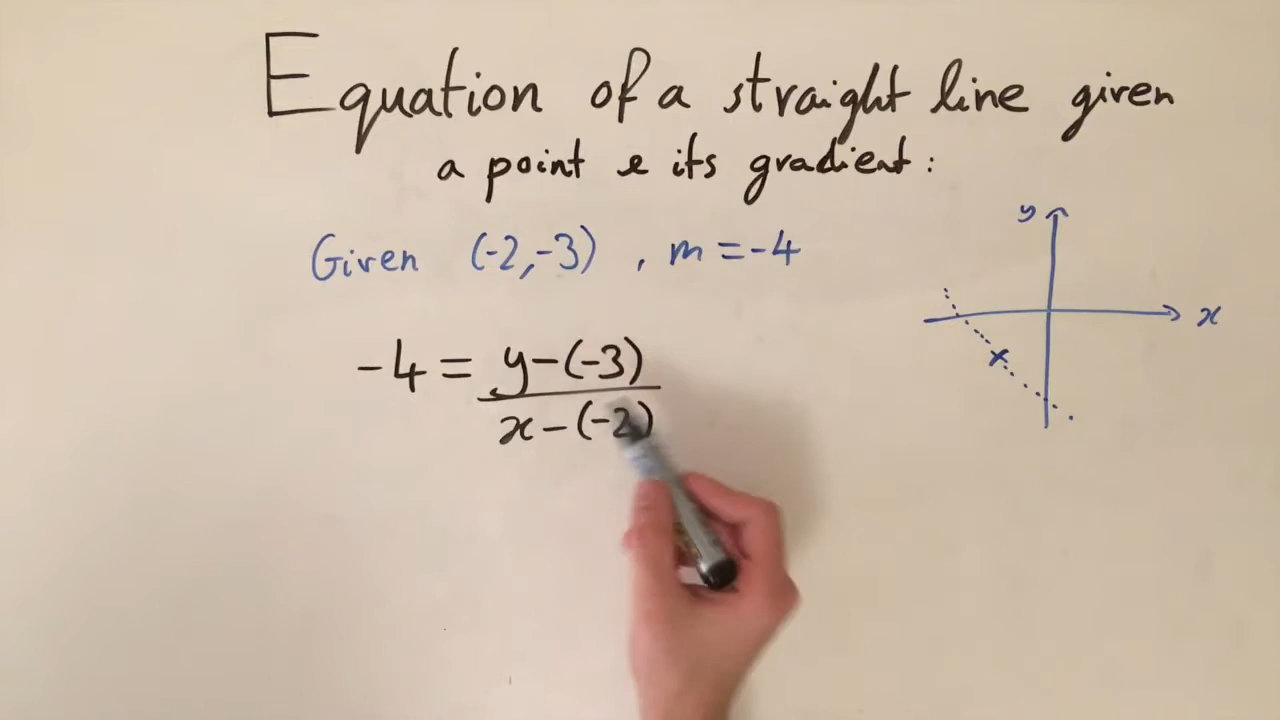 Equation of a straight line given
a point & its gradient:
Given (-2,-3) , m = -4
y
x
-4 = y-(-3)
x-(-2)